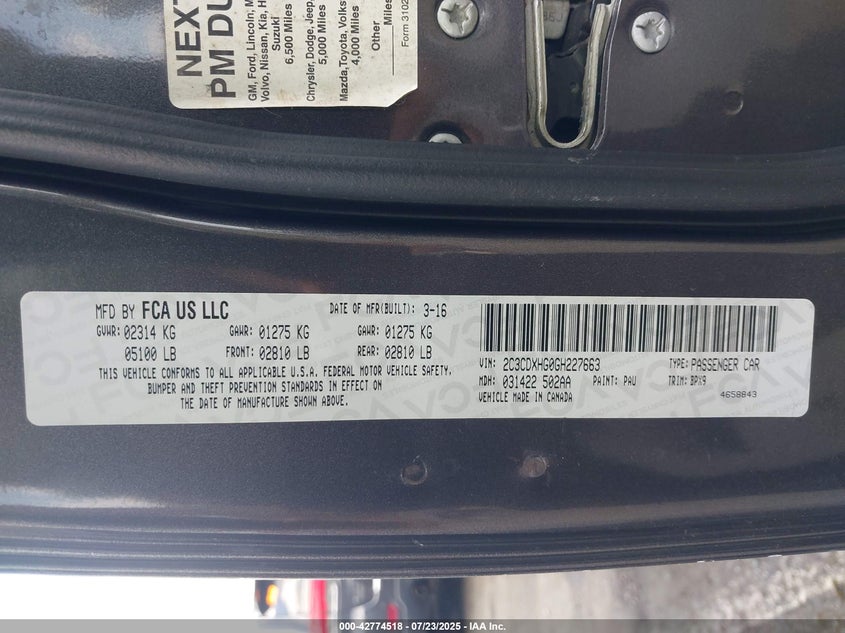 NEXT
PM DU
GM, Ford, Lincoln, M
Volvo, Nissan, Kia, H
Suzuki
6,500 Miles
Chrysler, Dodge, Jeep,
5,000 Miles
Mazda, Toyota, Volks
4,000 Miles
Other
Miles
Form 3102
MFD BY FCA US LLC
DATE OF MFR(BUILT): 3-16
GVWR: 02314 KG GAWR: 01275 KG GAWR: 01275 KG
05100 LB FRONT: 02810 LB REAR: 02810 LB
THIS VEHICLE CONFORMS TO ALL APPLICABLE U.S.A. FEDERAL MOTOR VEHICLE SAFETY,
BUMPER AND THEFT PREVENTION STANDARDS IN EFFECT ON
THE DATE OF MANUFACTURE SHOWN ABOVE.
VIN: 2C3CDXHG0GH227663 TYPE: PASSENGER CAR
MDH: 031422 502AA PAINT: PAU TRIM: BPX9
VEHICLE MADE IN CANADA 4658843
000-42774518 - 07/23/2025 - IAA Inc.